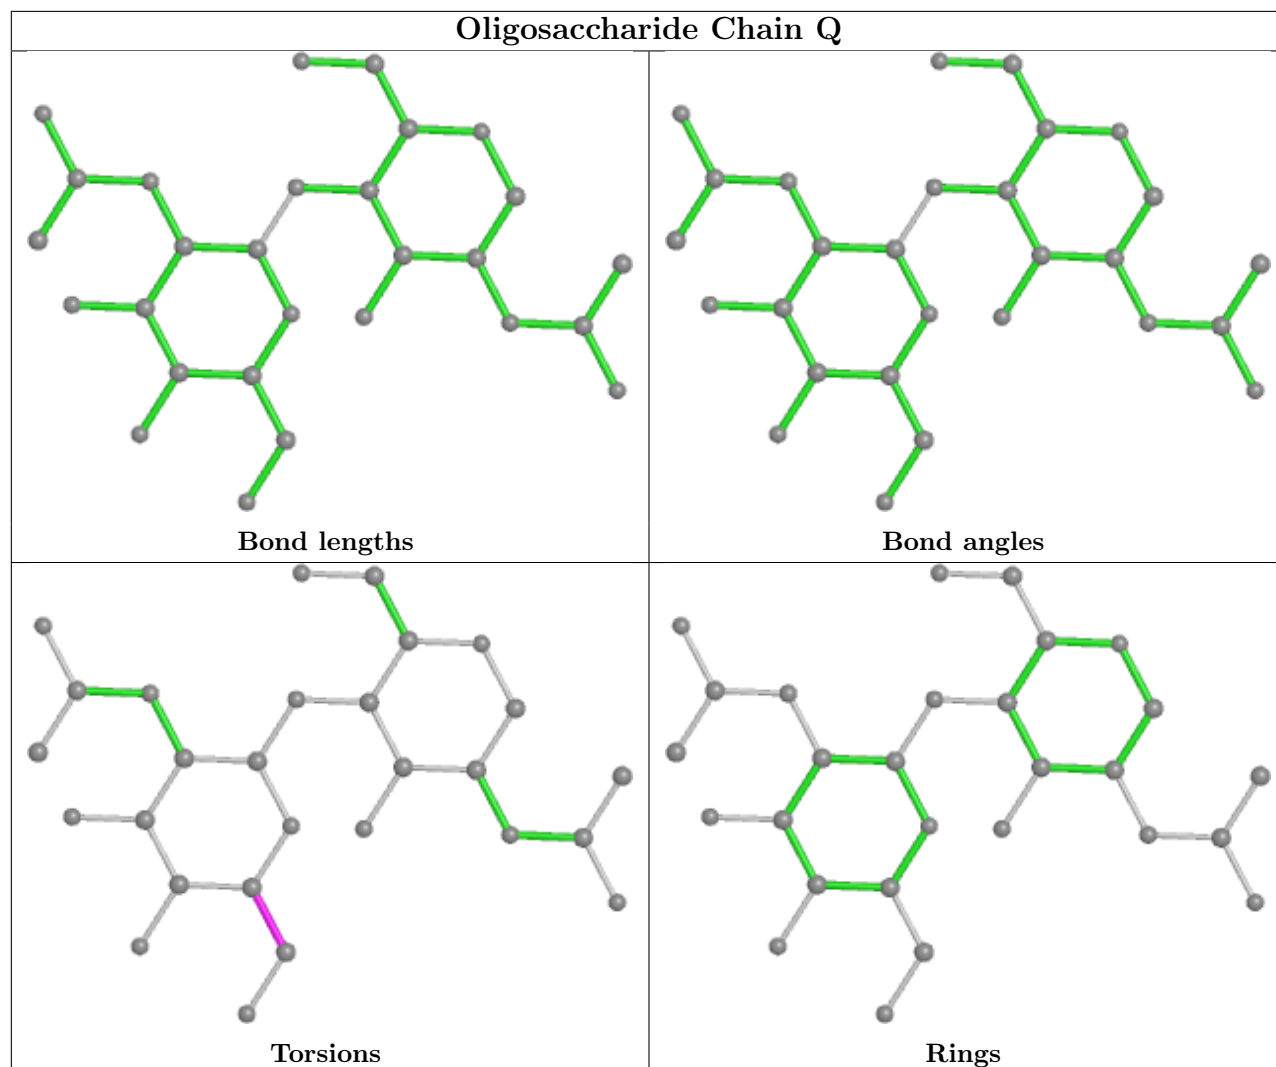 Oligosaccharide Chain Q
Bond lengths
Bond angles
Torsions
Rings